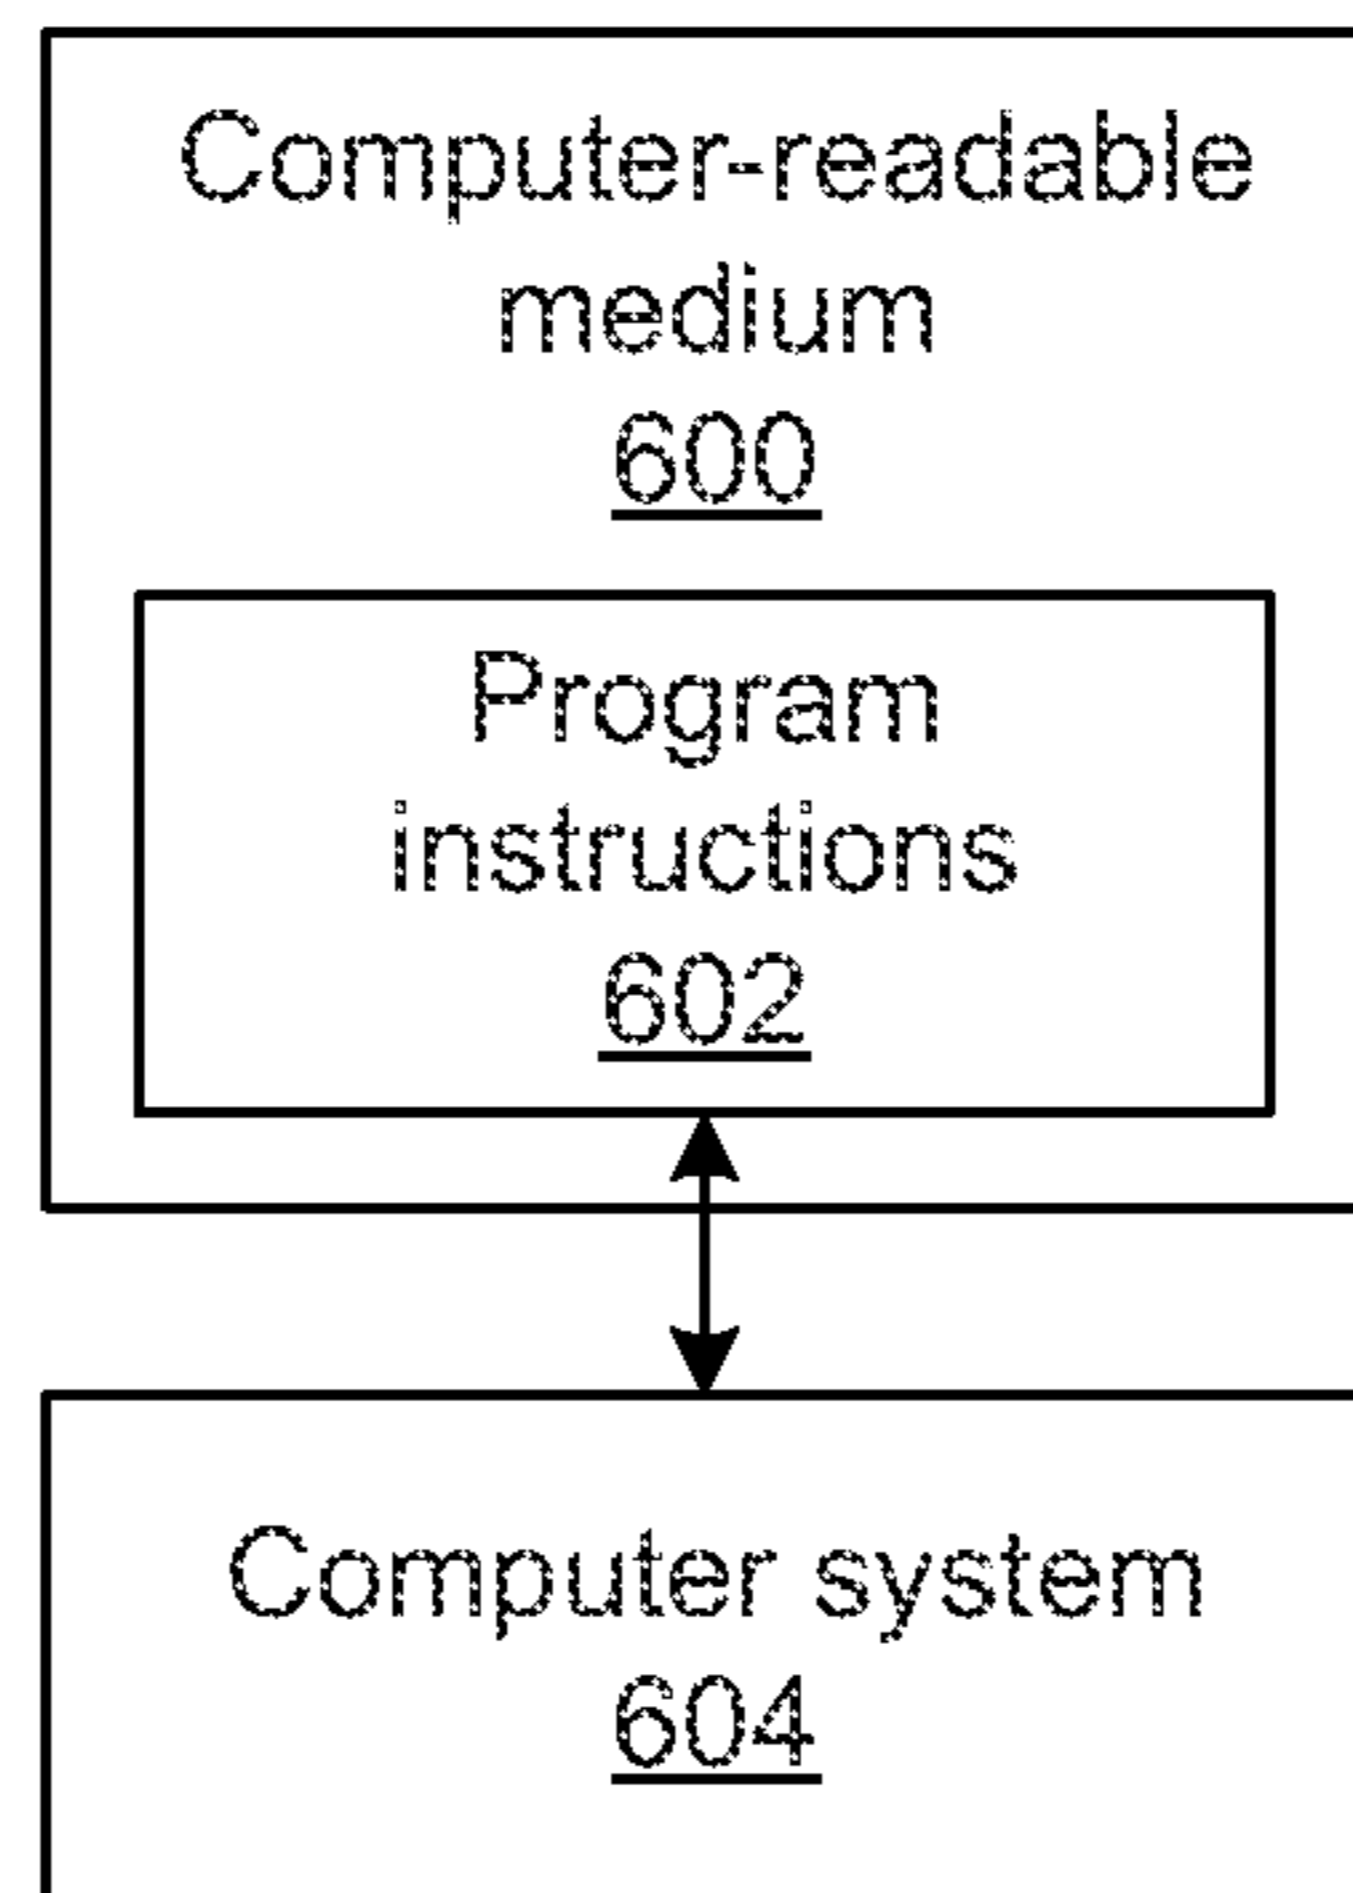 Computer-readable
medium
600
Program
instructions
602
Computer system
604